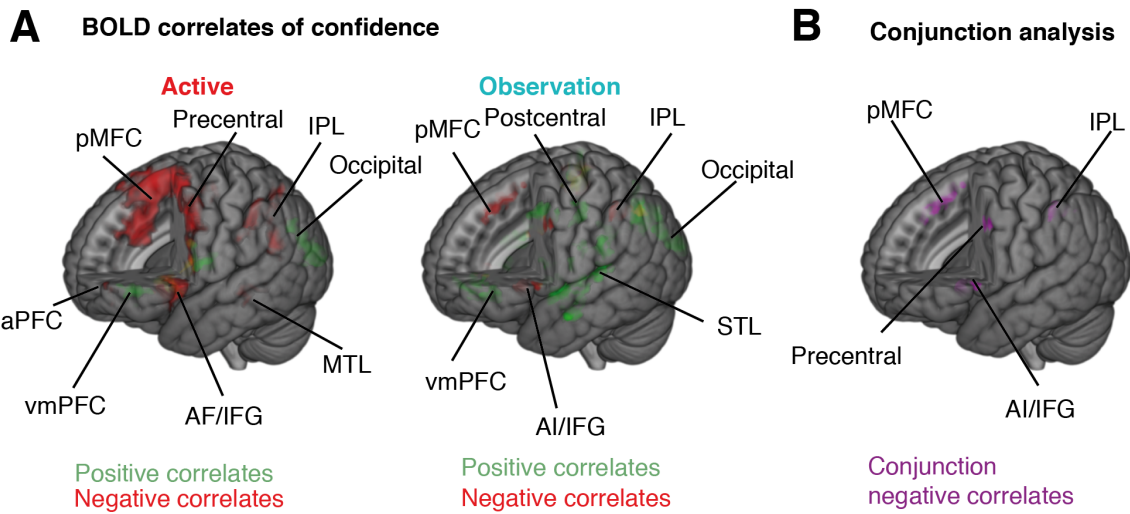 A
BOLD correlates of confidence
B
Conjunction analysis
Active
Observation
pMFC
Precentral
IPL
Occipital
aPFC
vmPFC
AF/IFG
MTL
Positive correlates
Negative correlates
pMFC
Postcentral
IPL
Occipital
STL
vmPFC
AI/IFG
Positive correlates
Negative correlates
pMFC
IPL
Precentral
AI/IFG
Conjunction
negative correlates